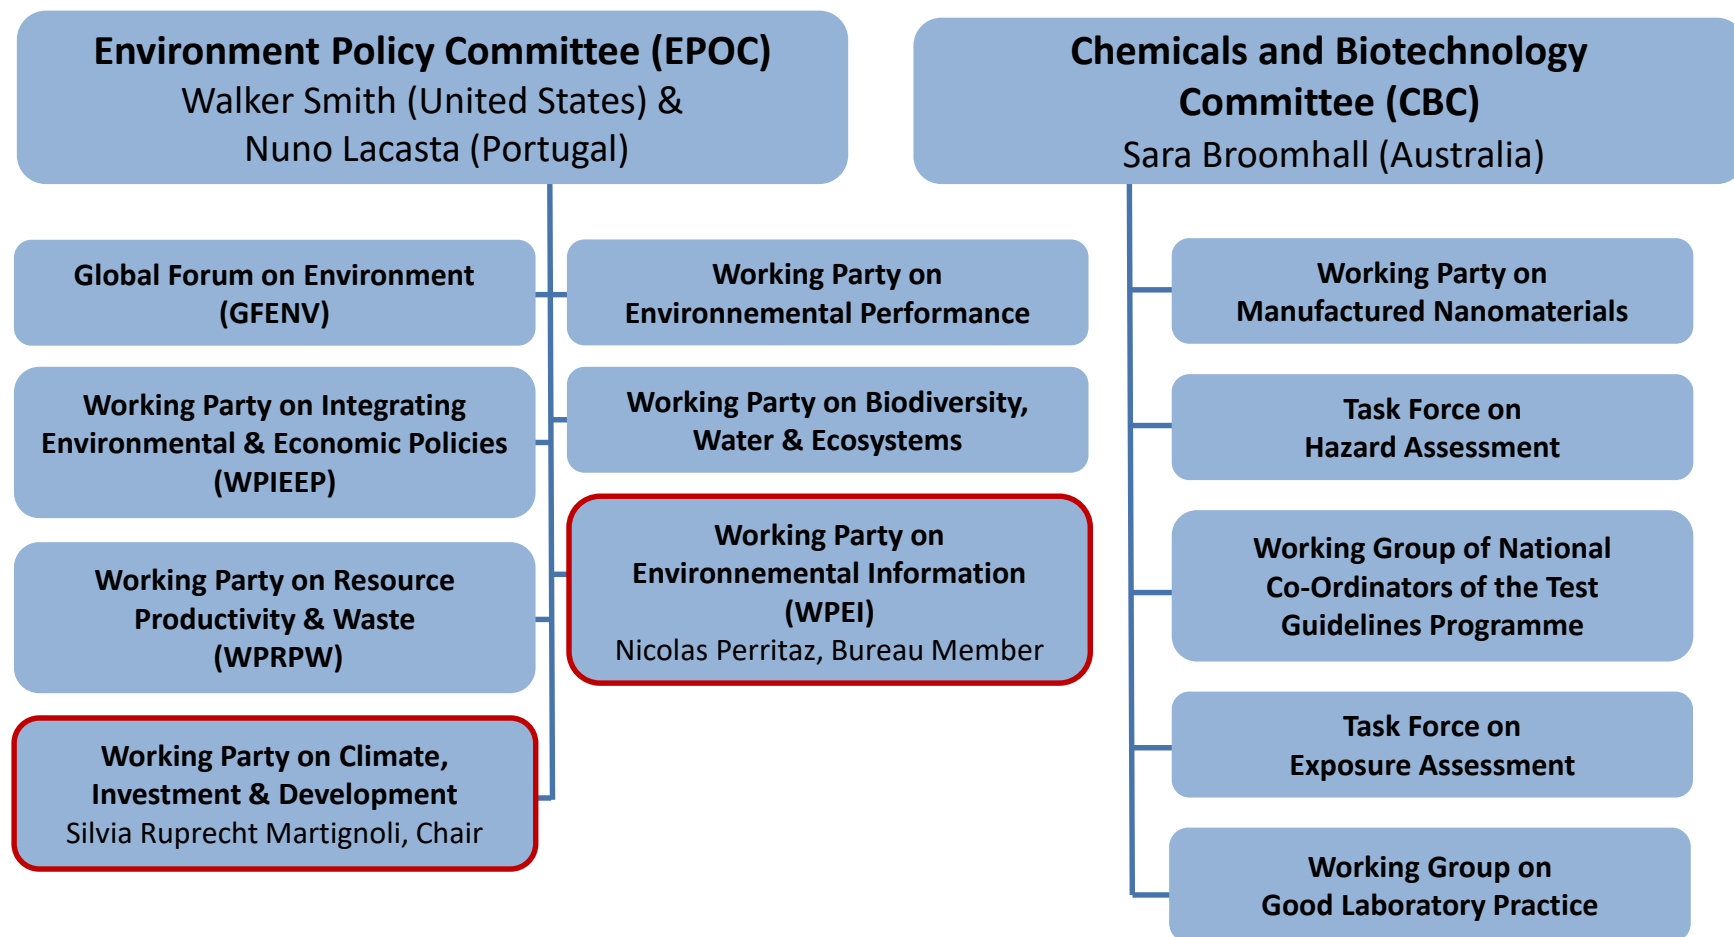 Environment Policy Committee (EPOC)
Walker Smith (United States) &
Nuno Lacasta (Portugal)
Chemicals and Biotechnology
Committee (CBC)
Sara Broomhall (Australia)
Global Forum on Environment
(GFENV)
Working Party on
Environnemental Performance
Working Party on Integrating
Environmental & Economic Policies
(WPIEEP)
Working Party on Biodiversity,
Water & Ecosystems
Working Party on Resource
Productivity & Waste
(WPRPW)
Working Party on
Environnemental Information
(WPEI)
Nicolas Perritaz, Bureau Member
Working Party on Climate,
Investment & Development
Silvia Ruprecht Martignoli, Chair
Working Party on
Manufactured Nanomaterials
Task Force on
Hazard Assessment
Working Group of National
Co-Ordinators of the Test
Guidelines Programme
Task Force on
Exposure Assessment
Working Group on
Good Laboratory Practice